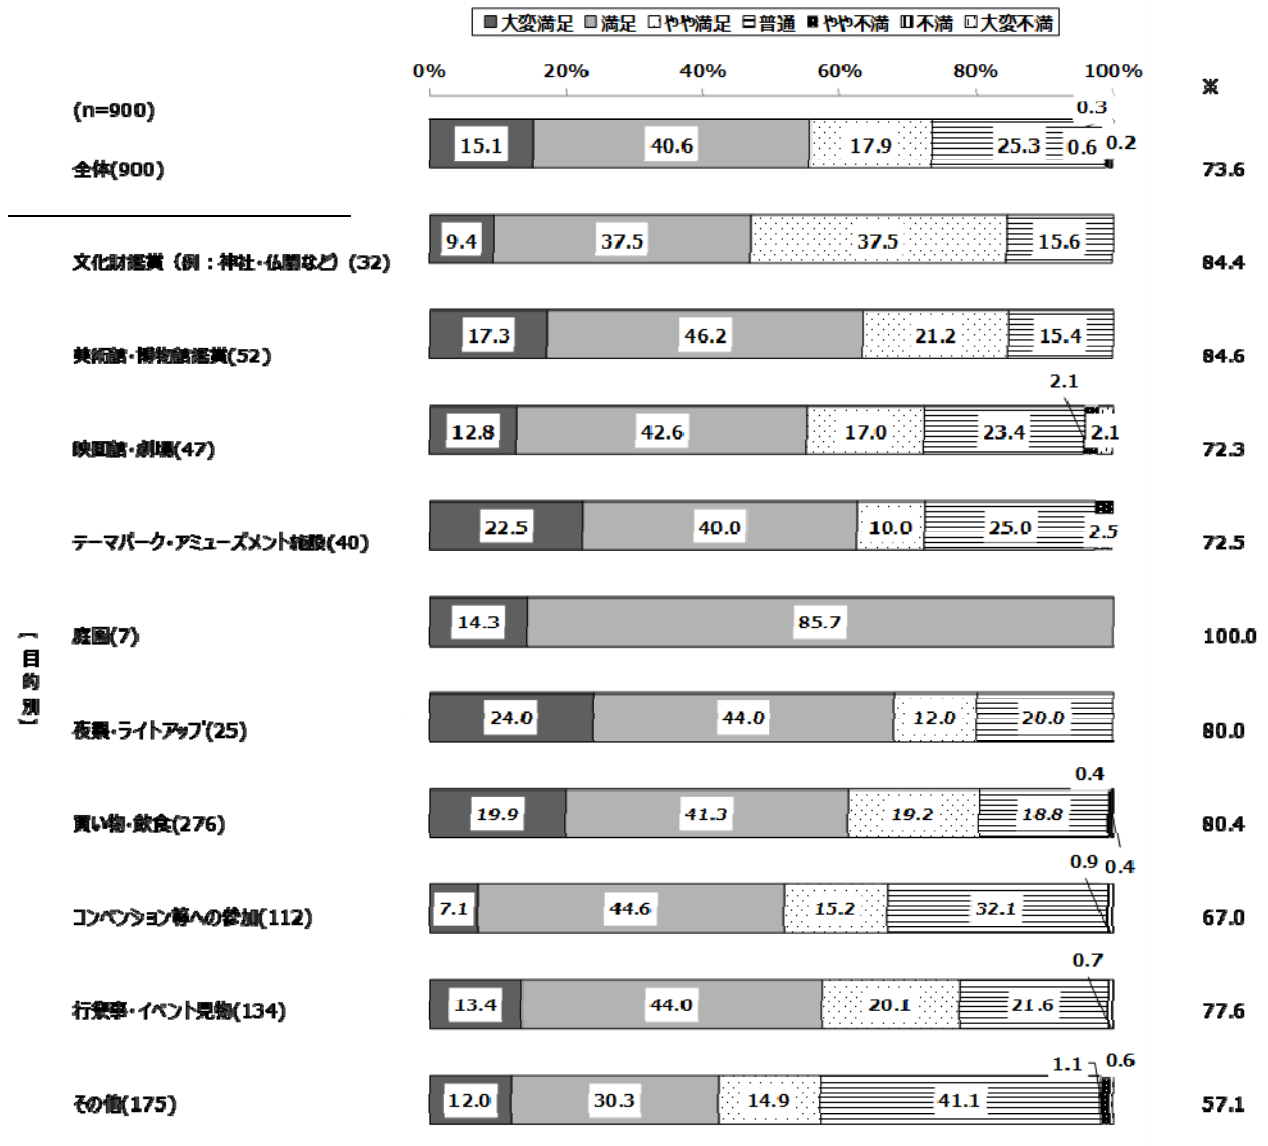 大変満足 満足 やや満足 普通 やや不満 不満 大変不満
0% 20% 40% 60% 80% 100%
※
(n=900)
0.3
全体(900) 15.1 40.6 17.9 25.3 0.6 0.2 73.6
文化財鑑賞（例：神社・仏閣など）(32) 9.4 37.5 37.5 15.6 84.4
美術館・博物館鑑賞(52) 17.3 46.2 21.2 15.4 84.6
2.1
映画館・劇場(47) 12.8 42.6 17.0 23.4 2.1 72.3
テーマパーク・アミューズメント施設(40) 22.5 40.0 10.0 25.0 2.5 72.5
【目的別】
庭園(7) 14.3 85.7 100.0
夜景・ライトアップ(25) 24.0 44.0 12.0 20.0 80.0
0.4
買い物・飲食(276) 19.9 41.3 19.2 18.8 80.4
0.9 0.4
コンベンション等への参加(112) 7.1 44.6 15.2 32.1 67.0
0.7
行祭事・イベント見物(134) 13.4 44.0 20.1 21.6 77.6
1.1 0.6
その他(175) 12.0 30.3 14.9 41.1 57.1